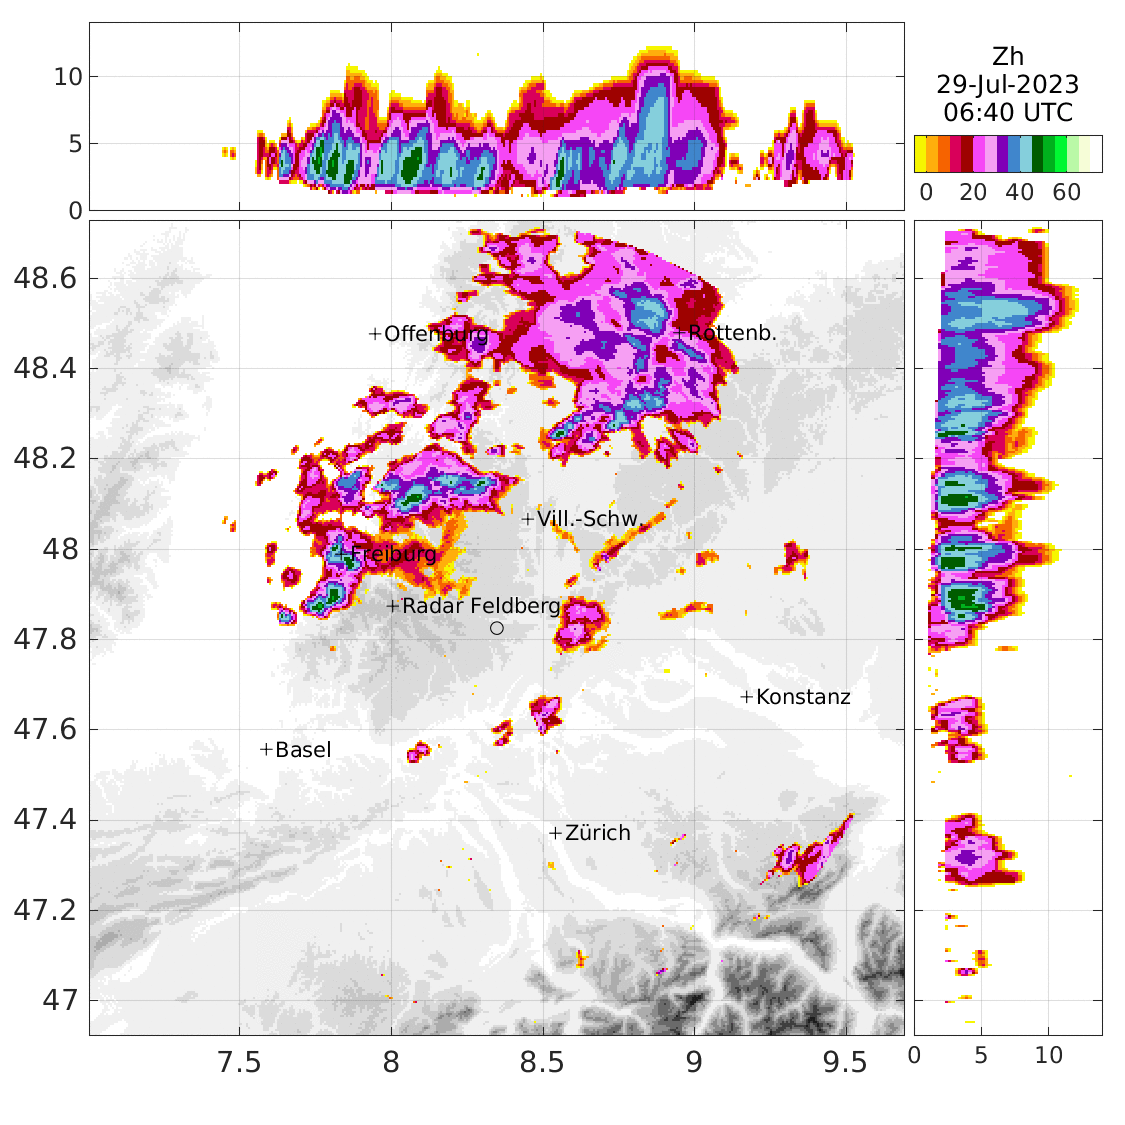 10
5
0
Zh
29-Jul-2023
06:40 UTC
0 20 40 60
48.6
48.4
48.2
48
47.8
47.6
47.4
47.2
47
+Offenburg
+Rottenb.
+Vill.-Schw.
+Freiburg
+Radar Feldberg
+Konstanz
+Basel
+Zürich
7.5 8 8.5 9 9.5
0 5 10